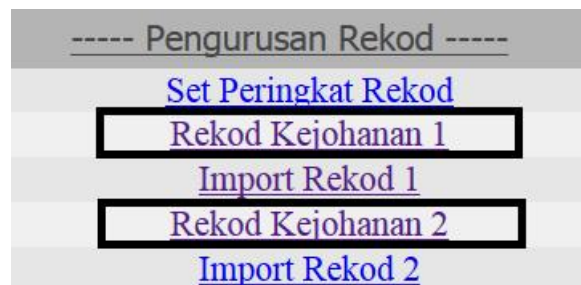 ----- Pengurusan Rekod -----
Set Peringkat Rekod
Rekod Kejohanan 1
Import Rekod 1
Rekod Kejohanan 2
Import Rekod 2